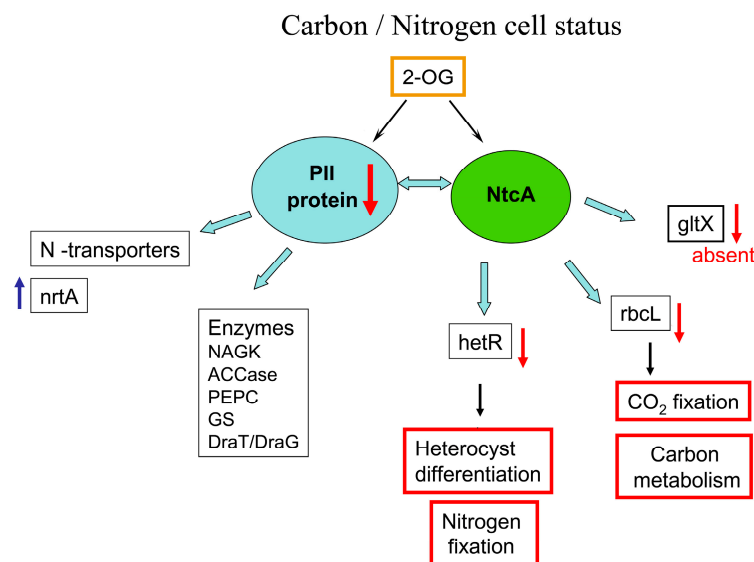 Carbon / Nitrogen cell status
2-OG
PII
protein
NtcA
gltX
absent
N -transporters
nrtA
Enzymes
NAGK
ACCase
PEPC
GS
DraT/DraG
hetR
rbcL
CO₂ fixation
Heterocyst
differentiation
Carbon
metabolism
Nitrogen
fixation